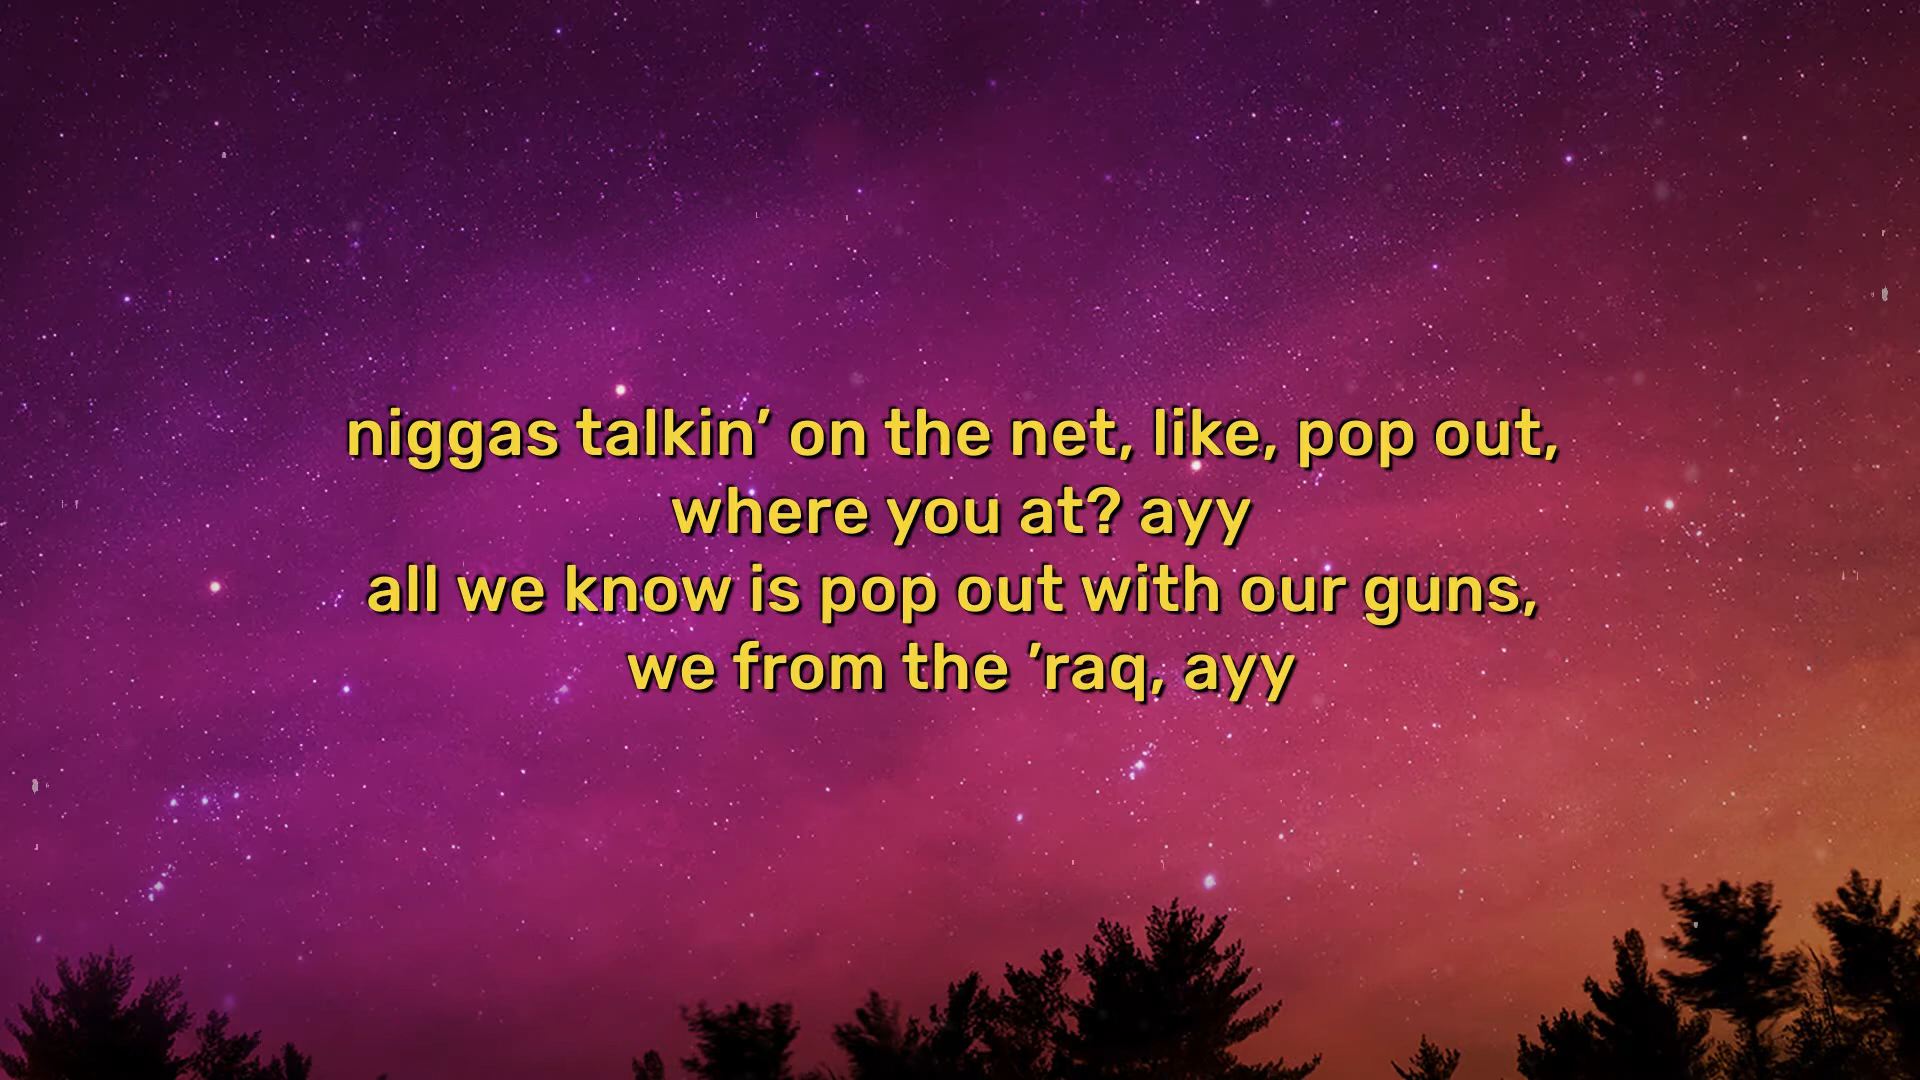 niggas talkin’ on the net, like, pop out,
where you at? ayy
all we know is pop out with our guns,
we from the ’raq, ayy